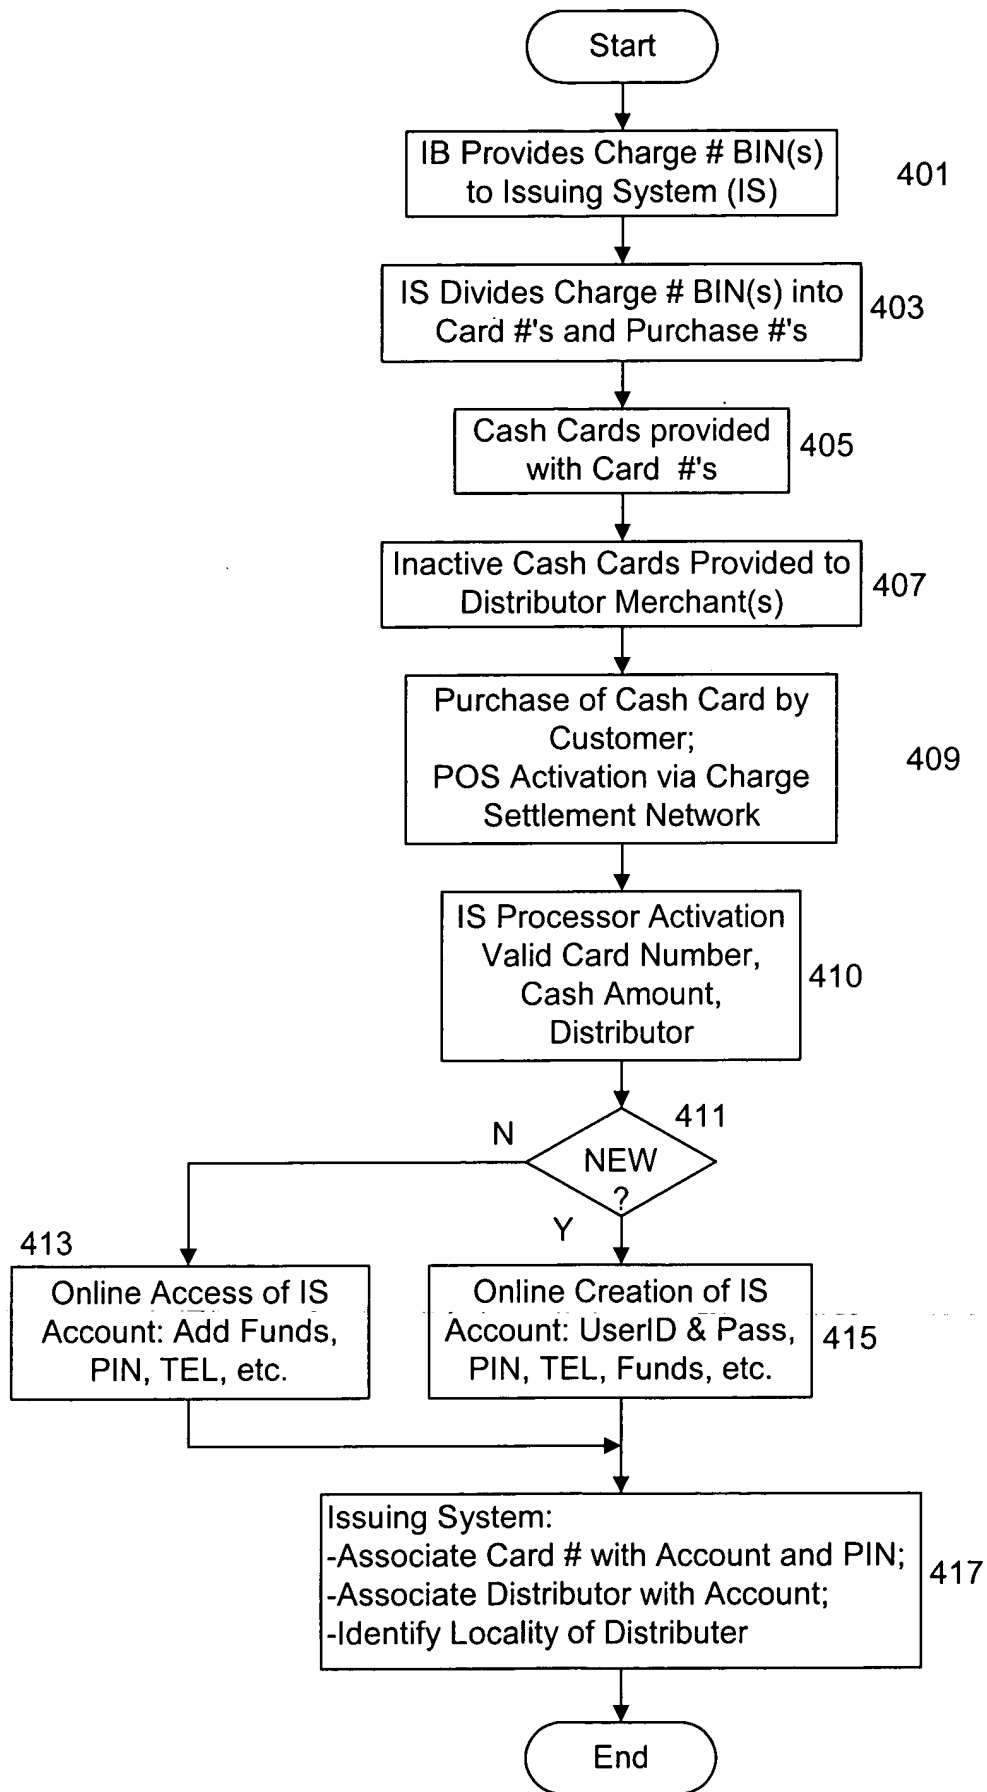 Start
IB Provides Charge # BIN(s)
to Issuing System (IS)
401
IS Divides Charge # BIN(s) into
Card #'s and Purchase #'s
403
Cash Cards provided
with Card #'s
405
Inactive Cash Cards Provided to
Distributor Merchant(s)
407
Purchase of Cash Card by
Customer;
POS Activation via Charge
Settlement Network
409
IS Processor Activation
Valid Card Number,
Cash Amount,
Distributor
410
411
N
NEW
?
Y
413
Online Access of IS
Account: Add Funds,
PIN, TEL, etc.
Online Creation of IS
Account: UserID & Pass,
PIN, TEL, Funds, etc.
415
Issuing System:
-Associate Card # with Account and PIN;
-Associate Distributor with Account;
-Identify Locality of Distributer
417
End